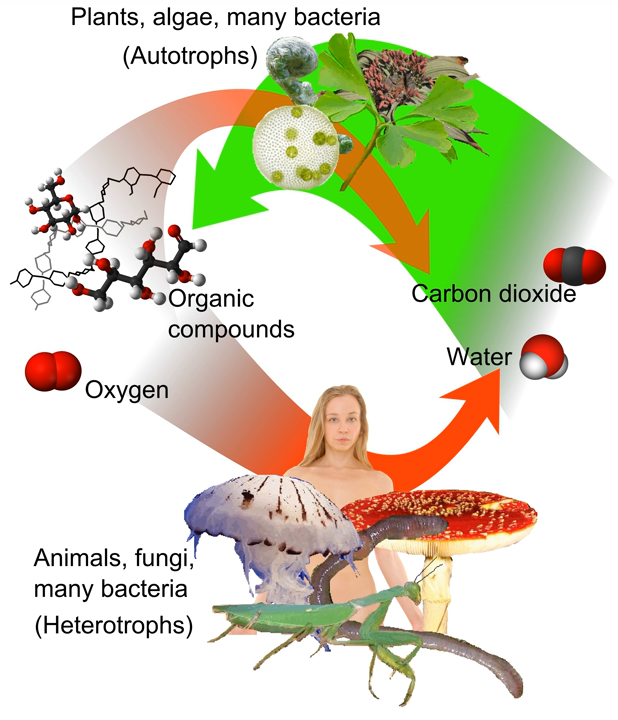 Plants, algae, many bacteria
(Autotrophs)
Organic
compounds
Oxygen
Carbon dioxide
Water
Animals, fungi,
many bacteria
(Heterotrophs)